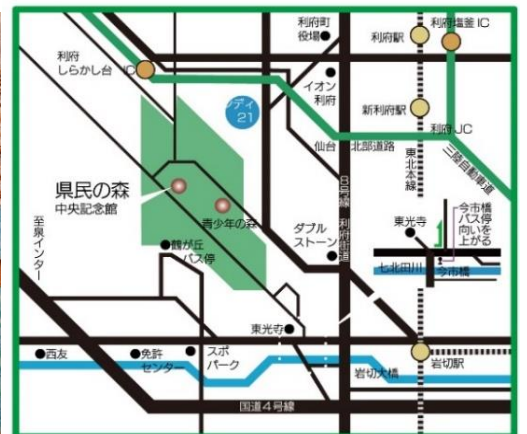 利府町
役場
利府駅
利府塩釜 IC
利府
しらかし台 IC
イオン
利府
ンディ
21
新利府駅
利府JC
仙台 北部道路
東北本線
三陸自動車道
県民の森
中央記念館
青少年の森
8号線 利府街道
至泉インター
鶴が丘
バス停
ダブル
ストーン
東光寺
今市橋
バス停
向いを
上がる
七北田川
今市橋
東光寺
西友
免許
センター
スポ
パーク
岩切大橋
岩切駅
国道4号線